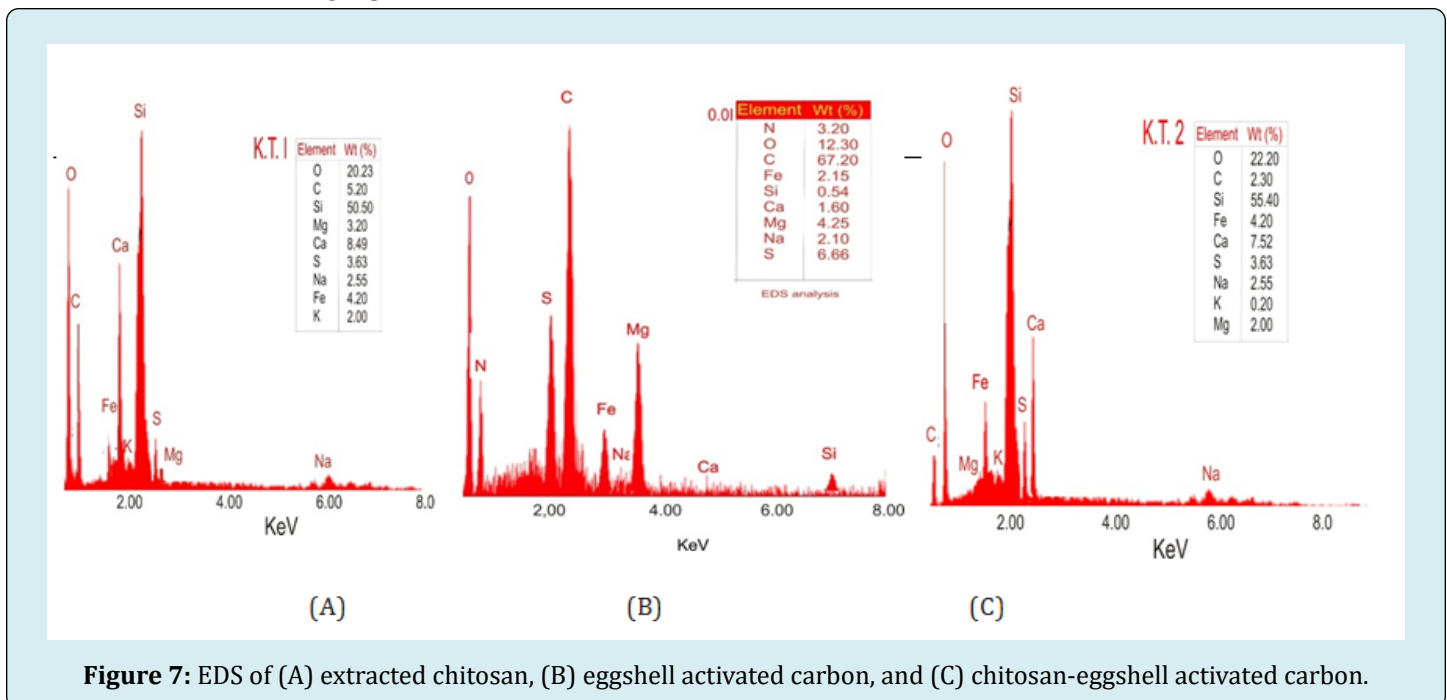 Si
O
Ca
C
Fe
K
S
Mg
Na
K.T. 1
Element Wt (%)
O 20.23
C 5.20
Si 50.50
Mg 3.20
Ca 8.49
S 3.63
Na 2.55
Fe 4.20
K 2.00
2.00 4.00 6.00 8.0
KeV
(A)
C
O
S
N
Mg
Fe
Na
Ca
Si
0.01
Element Wt (%)
N 3.20
O 12.30
C 67.20
Fe 2.15
Si 0.54
Ca 1.60
Mg 4.25
Na 2.10
S 6.66
EDS analysis
2,00 4.00 6.00 8.00
KeV
(B)
Si
O
Ca
Fe
S
C
Mg
K
Na
K.T. 2
Element Wt (%)
O 22.20
C 2.30
Si 55.40
Fe 4.20
Ca 7.52
S 3.63
Na 2.55
K 0.20
Mg 2.00
2.00 4.00 6.00 8.0
KeV
(C)
Figure 7: EDS of (A) extracted chitosan, (B) eggshell activated carbon, and (C) chitosan-eggshell activated carbon.